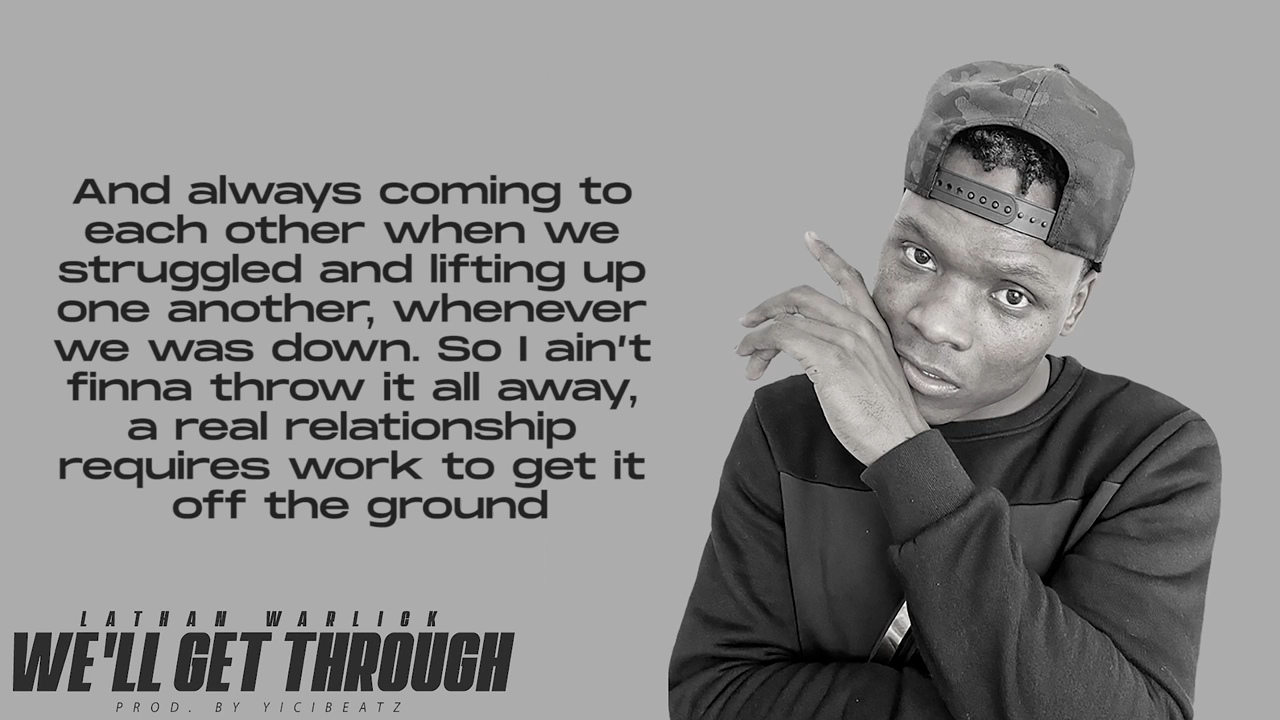 And always coming to
each other when we
struggled and lifting up
one another, whenever
we was down. So I ain't
finna throw it all away,
a real relationship
requires work to get it
off the ground
LATHAN WARLICK
WE'LL GET THROUGH
PROD. BY YICIBEATZ